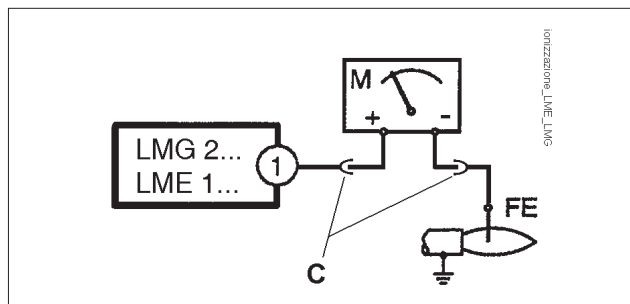 M
+ -
LMG 2...
LME 1...
1
FE
C
ionizzazione_LME_LMG